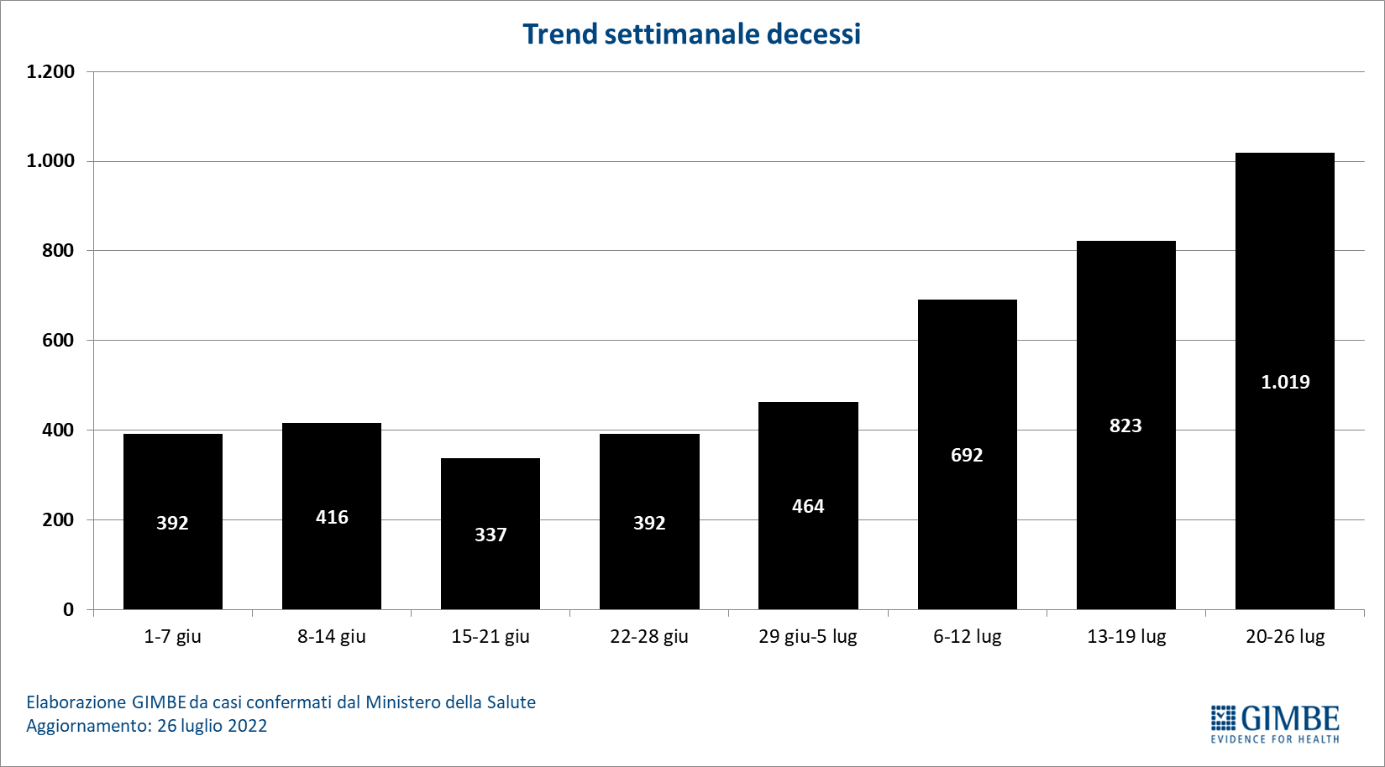 Trend settimanale decessi
1.200
1.000
800
600
400
200
0
392
416
337
392
464
692
823
1.019
1-7 giu
8-14 giu
15-21 giu
22-28 giu
29 giu-5 lug
6-12 lug
13-19 lug
20-26 lug
Elaborazione GIMBE da casi confermati dal Ministero della Salute
Aggiornamento: 26 luglio 2022
GIMBE
EVIDENCE FOR HEALTH